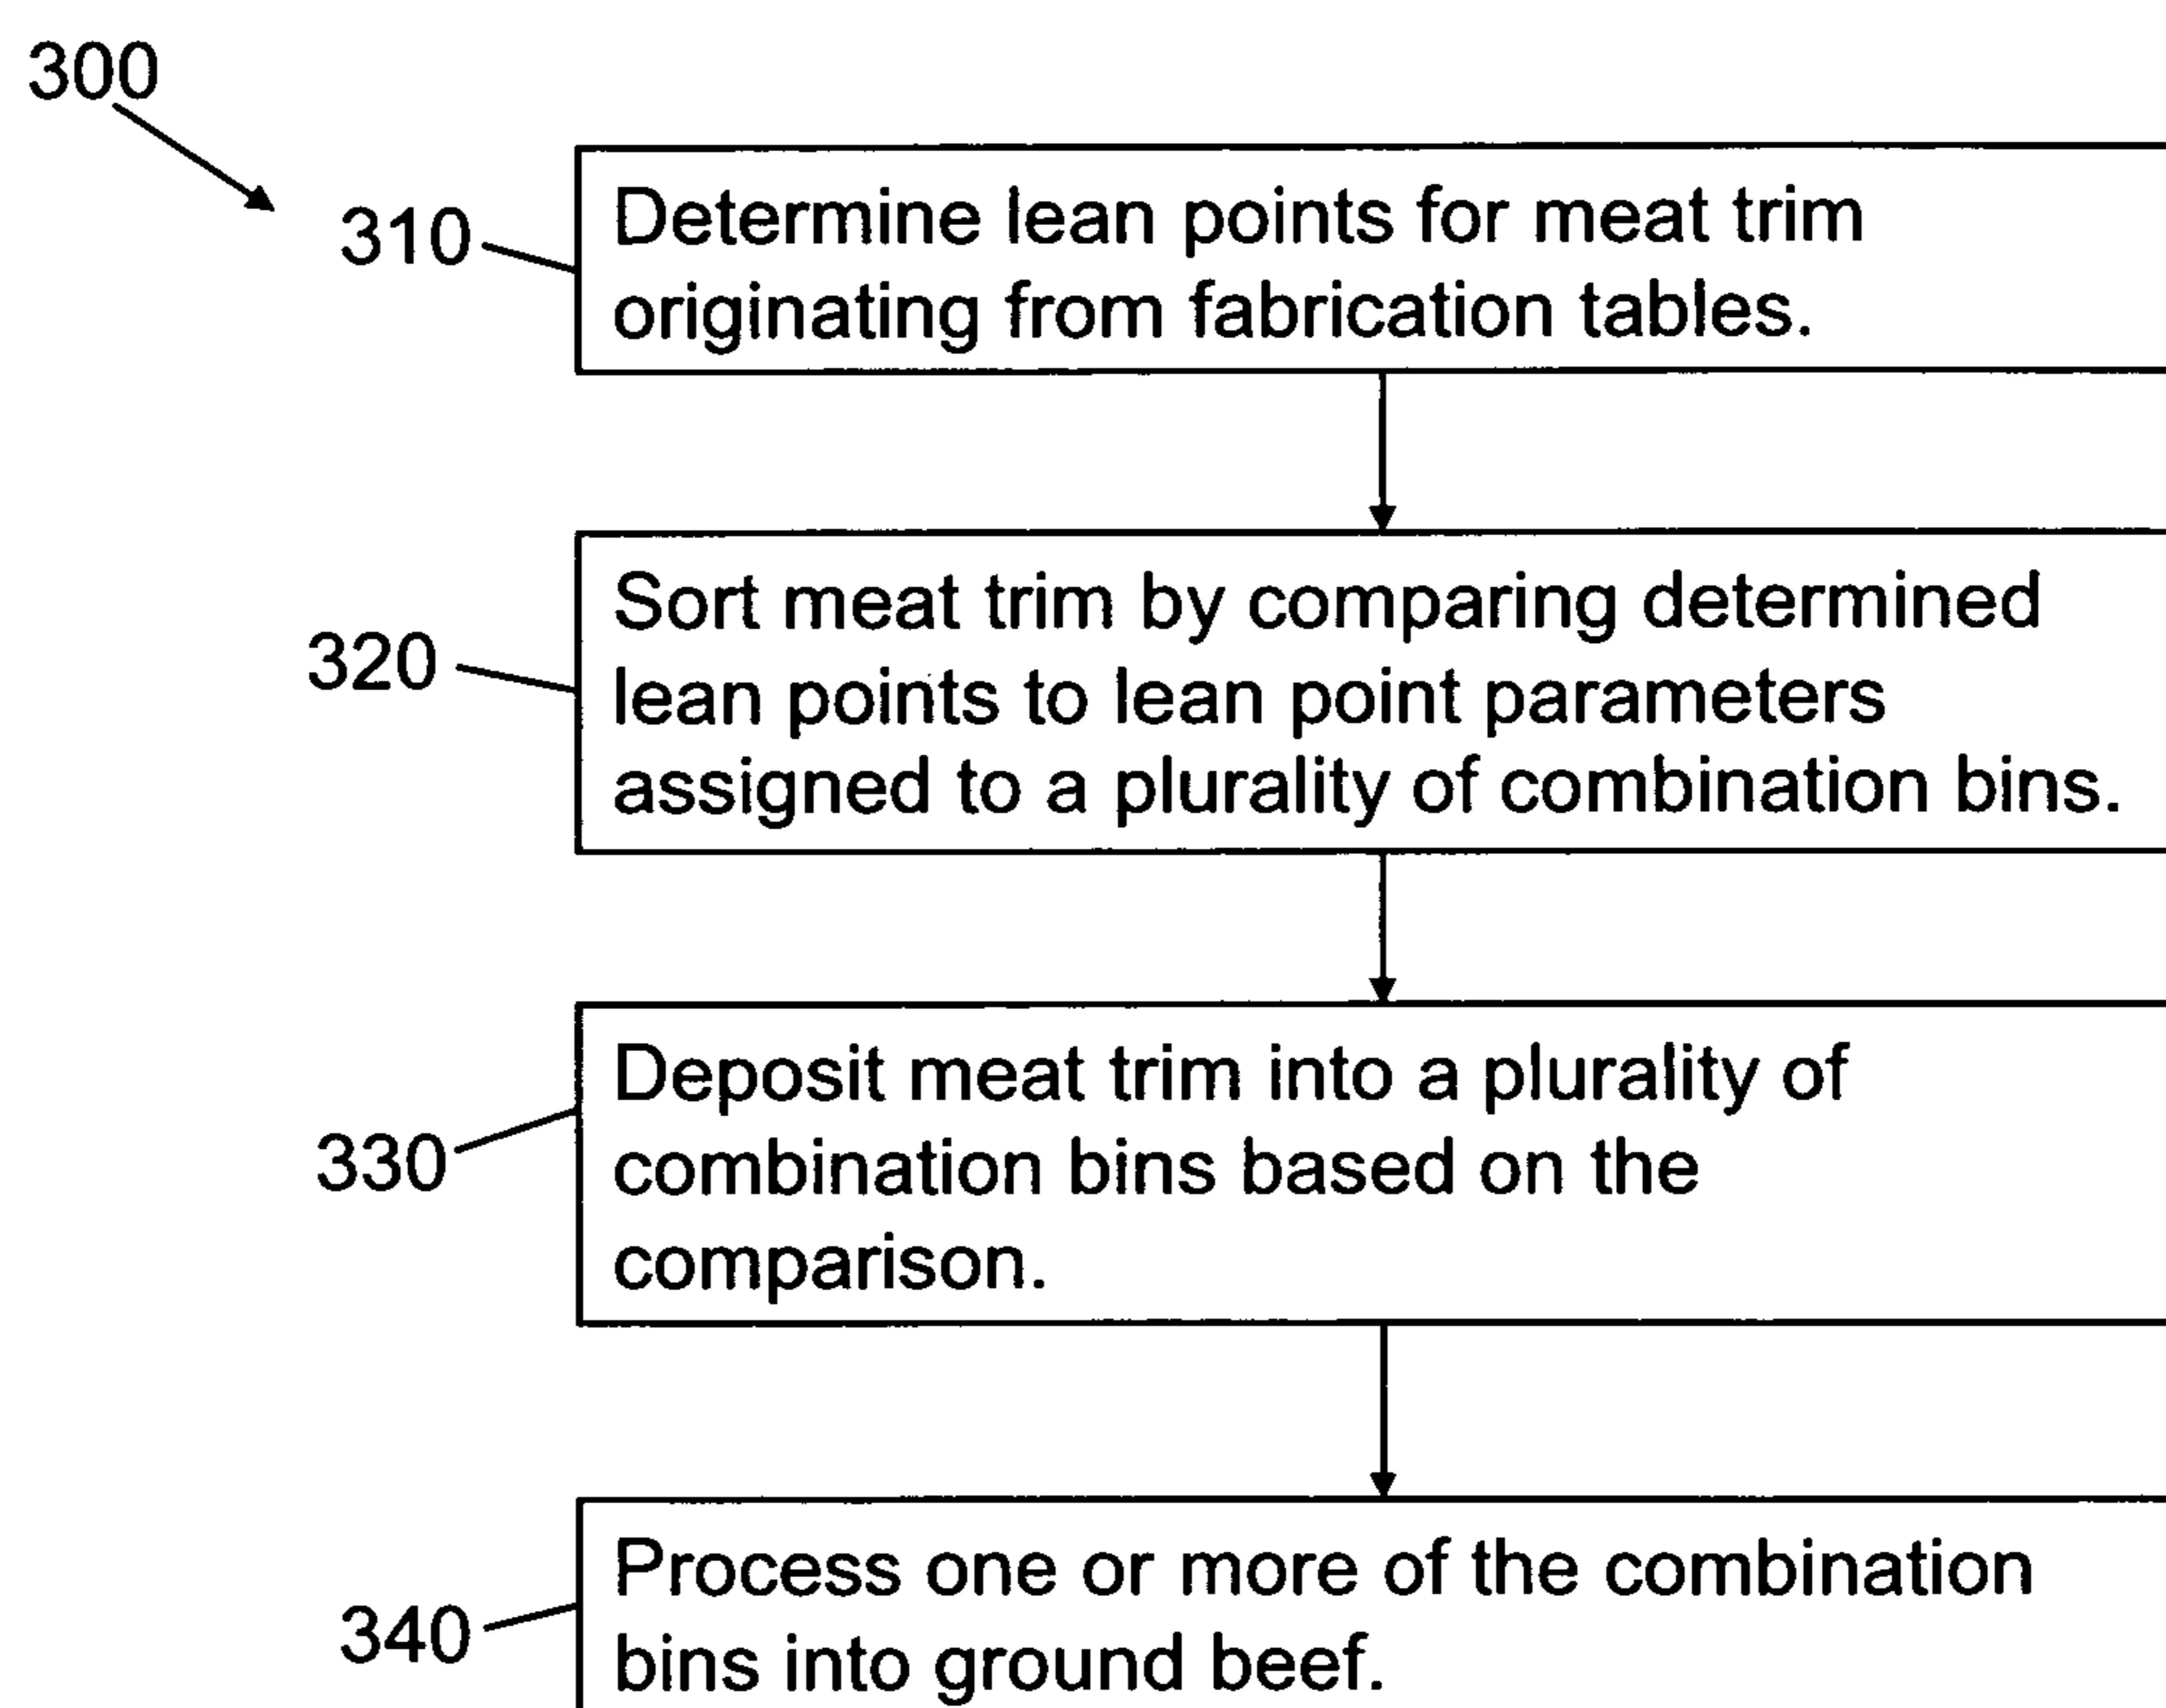 300
310
Determine lean points for meat trim
originating from fabrication tables.
320
Sort meat trim by comparing determined
lean points to lean point parameters
assigned to a plurality of combination bins.
330
Deposit meat trim into a plurality of
combination bins based on the
comparison.
340
Process one or more of the combination
bins into ground beef.